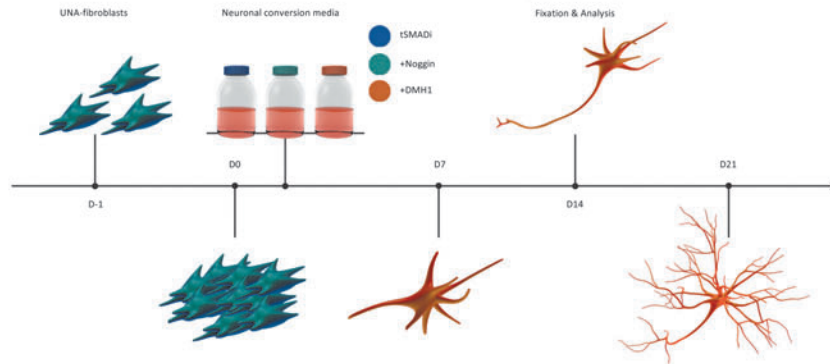 UNA-fibroblasts
Neuronal conversion media
Fixation & Analysis
tSMADi
+Noggin
+DMH1
D0
D7
D21
D-1
D14